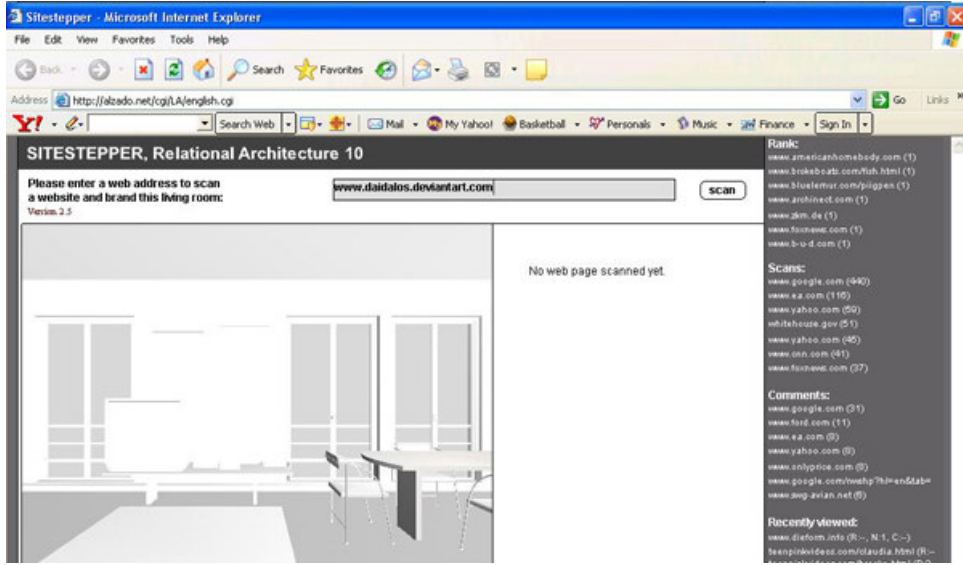 Sitestepper - Microsoft Internet Explorer
File Edit View Favorites Tools Help
Back Search Favorites
Address http://alzado.net/cgi/LA/english.cgi Go Links »
Y! Search Web Mail My Yahoo! Basketball Personals Music Finance Sign In
SITESTEPPER, Relational Architecture 10
Please enter a web address to scan
a website and brand this living room:
Version 2.5
www.daidalos.deviantart.com
scan
No web page scanned yet.
Rank:
www.americanhomebody.com (1)
www.brokeboats.com/fish.html (1)
www.bluelemur.com/piigpen (1)
www.archinect.com (1)
www.zkm.de (1)
www.foxnews.com (1)
www.b-u-d.com (1)
Scans:
www.google.com (440)
www.ea.com (116)
www.yahoo.com (59)
whitehouse.gov (51)
www.yahoo.com (46)
www.cnn.com (41)
www.foxnews.com (37)
Comments:
www.google.com (31)
www.ford.com (11)
www.ea.com (9)
www.yahoo.com (8)
www.onlyprice.com (8)
www.google.com/nwshp?hl=en&tab=
www.swg-avian.net (6)
Recently viewed:
www.dieform.info (R:--, N:1, C:--)
teenpinkvideos.com/claudia.html (R:--